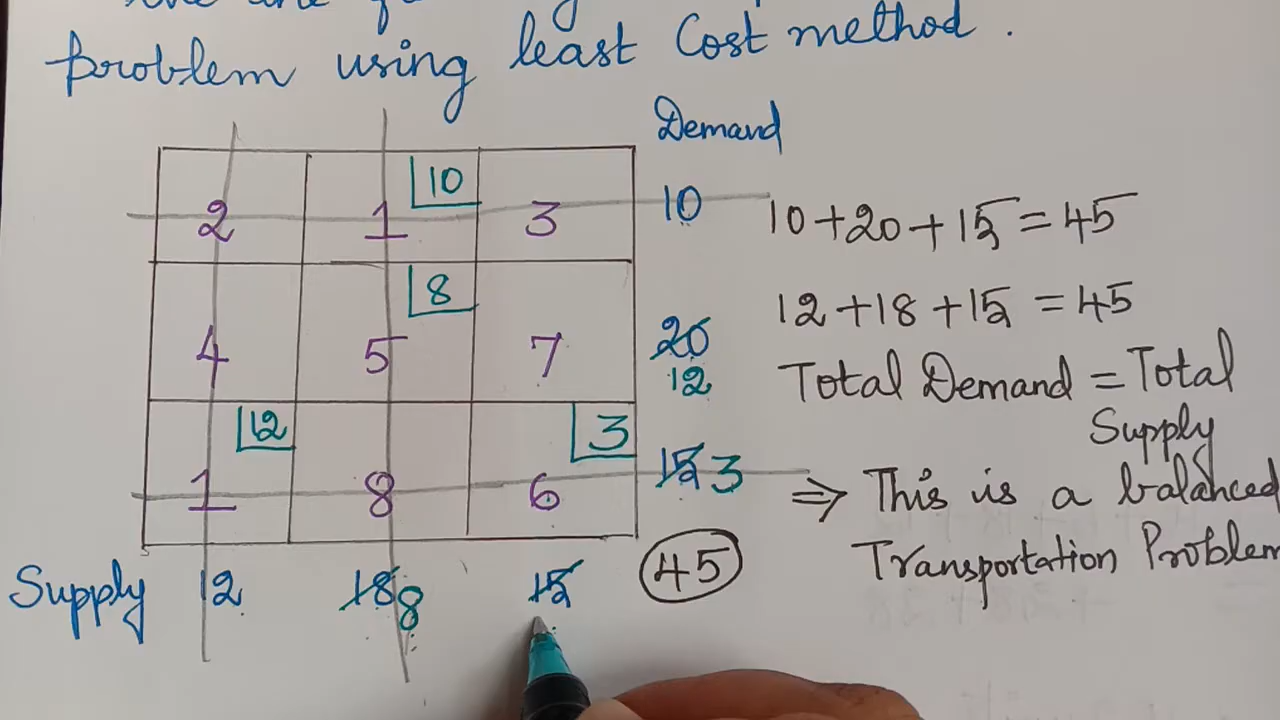 problem using least Cost method.
Demand
2 1 10 3 10
4 5 8 7 20 12
1 12 8 6 3 15 3
Supply 12 18 8 15 45
10+20+15=45
12+18+15=45
Total Demand = Total
Supply
⇒ This is a balanced
Transportation Problem